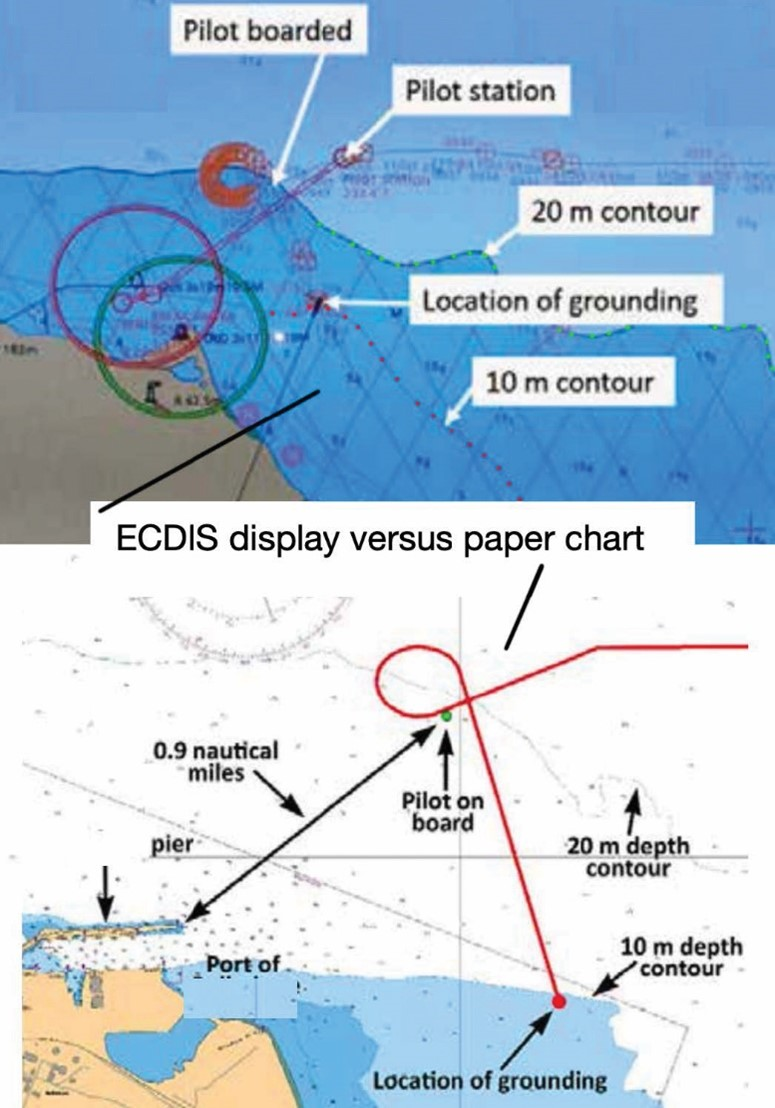 Pilot boarded
Pilot station
20 m contour
Location of grounding
10 m contour
ECDIS display versus paper chart
0.9 nautical
miles
Pilot on
board
pier
20 m depth
contour
10 m depth
contour
Port of
Location of grounding